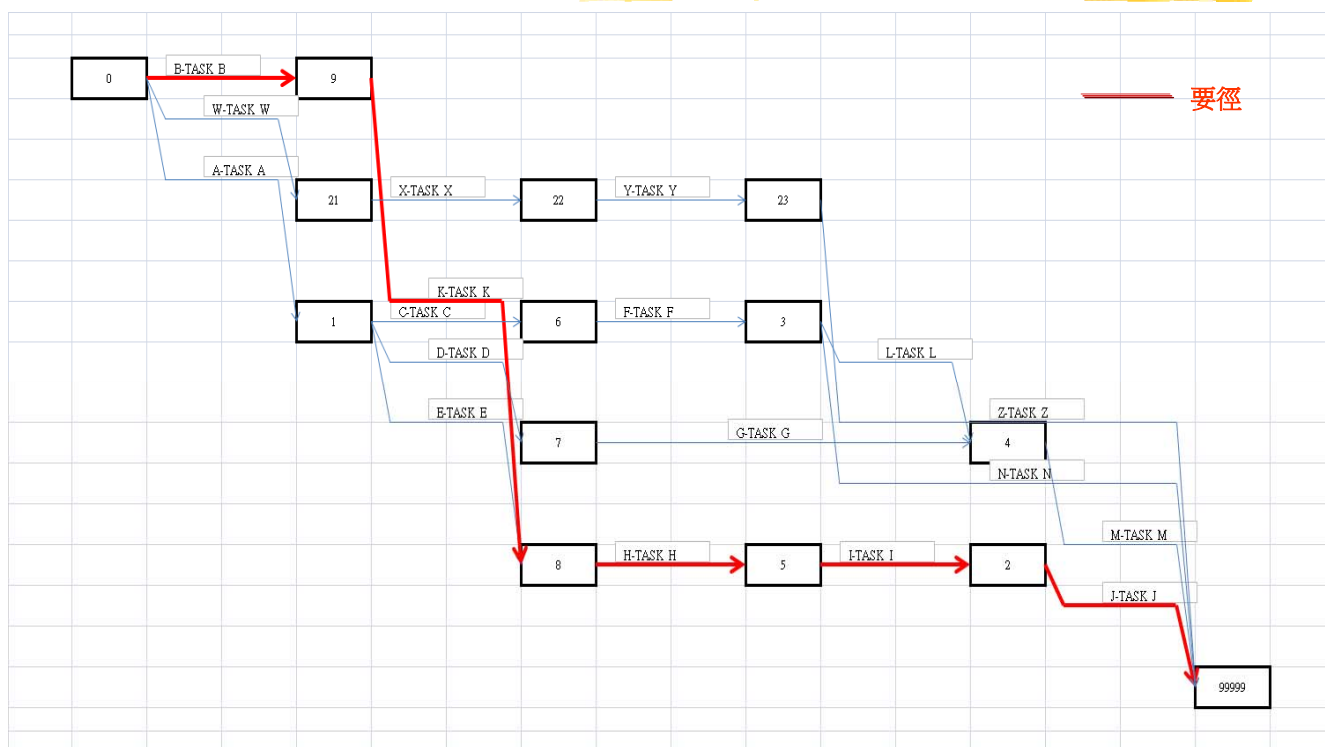 B-TASK B
0
9
要徑
W-TASK W
A-TASK A
X-TASK X
Y-TASK Y
21
22
23
K-TASK K
C-TASK C
F-TASK F
1
6
3
D-TASK D
L-TASK L
E-TASK E
Z-TASK Z
G-TASK G
7
4
N-TASK N
M-TASK M
H-TASK H
I-TASK I
8
5
2
J-TASK J
99999